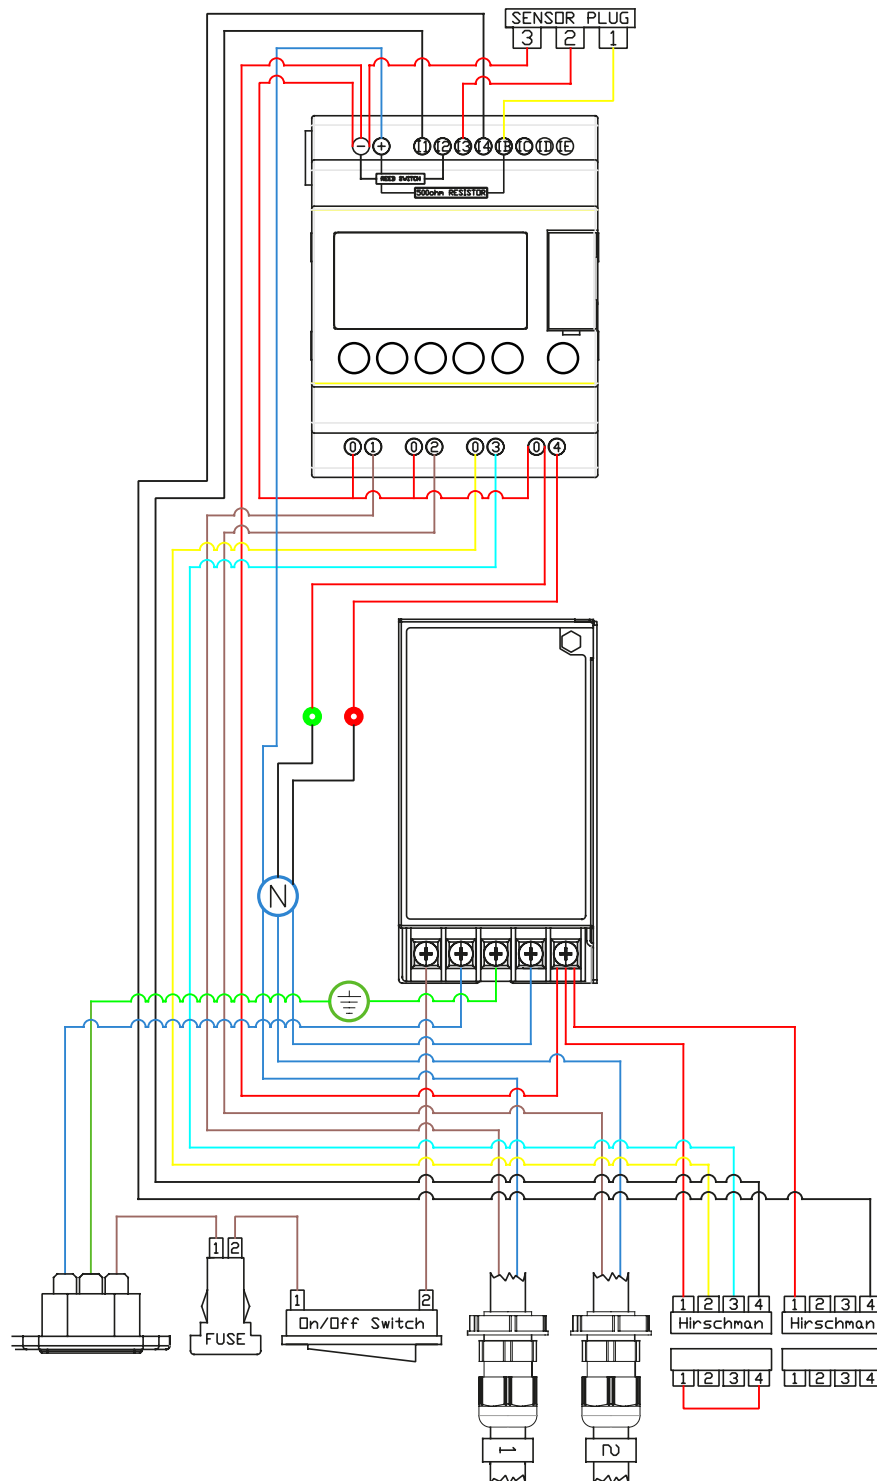 SENSOR PLUG
3 2 1
- + I1 I2 I3 I4 IB IC ID IE
REED SWITCH
500ohm RESISTOR
0 1 0 2 0 3 0 4
N
1 2
FUSE
1 2
On/Off Switch
1 2 3 4
Hirschman
1 2 3 4
1 2 3 4
Hirschman
1 2 3 4
1
2